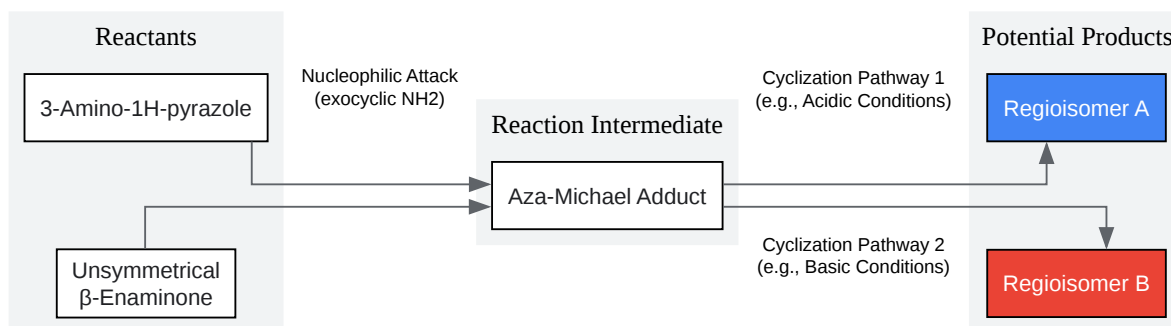 Reactants
3-Amino-1H-pyrazole
Unsymmetrical
β-Enaminone
Nucleophilic Attack
(exocyclic NH2)
Reaction Intermediate
Aza-Michael Adduct
Cyclization Pathway 1
(e.g., Acidic Conditions)
Cyclization Pathway 2
(e.g., Basic Conditions)
Potential Products
Regioisomer A
Regioisomer B